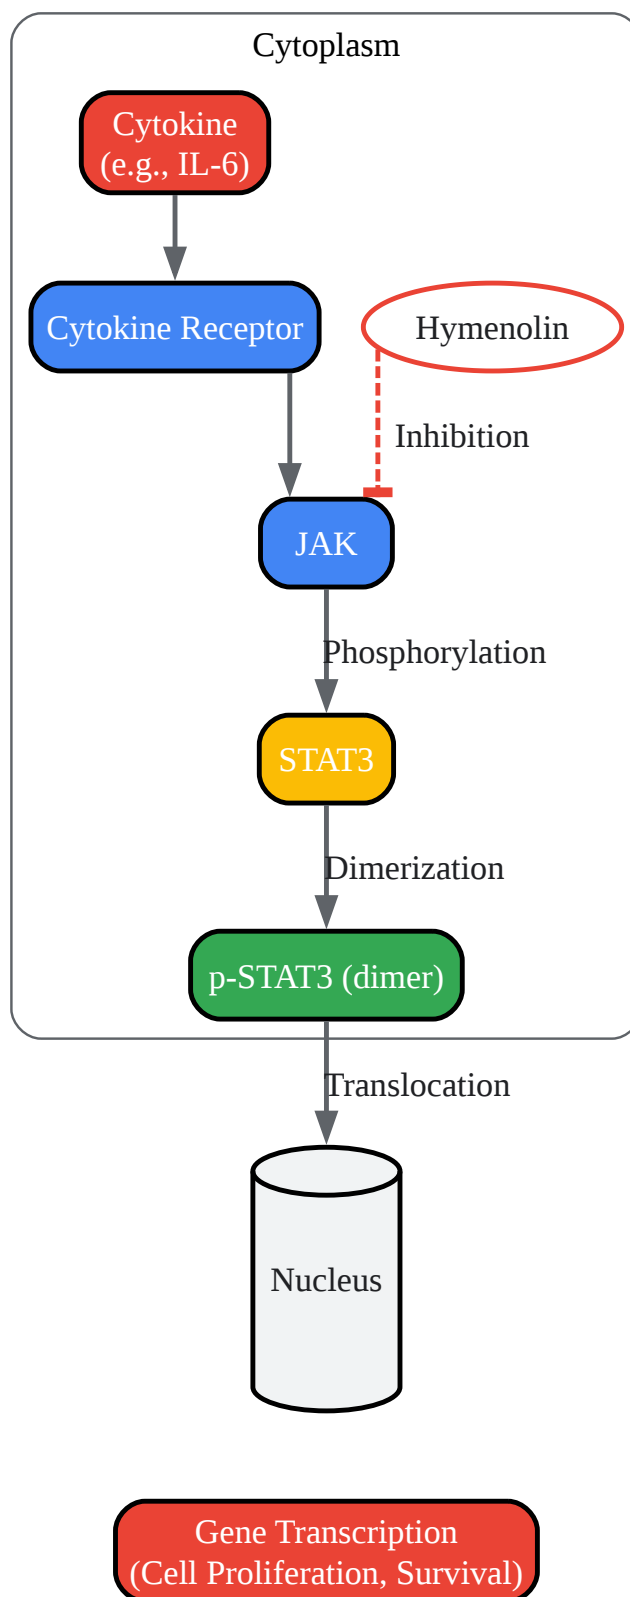 Cytoplasm
Cytokine
(e.g., IL-6)
Cytokine Receptor
Hymenolin
Inhibition
JAK
Phosphorylation
STAT3
Dimerization
p-STAT3 (dimer)
Translocation
Nucleus
Gene Transcription
(Cell Proliferation, Survival)